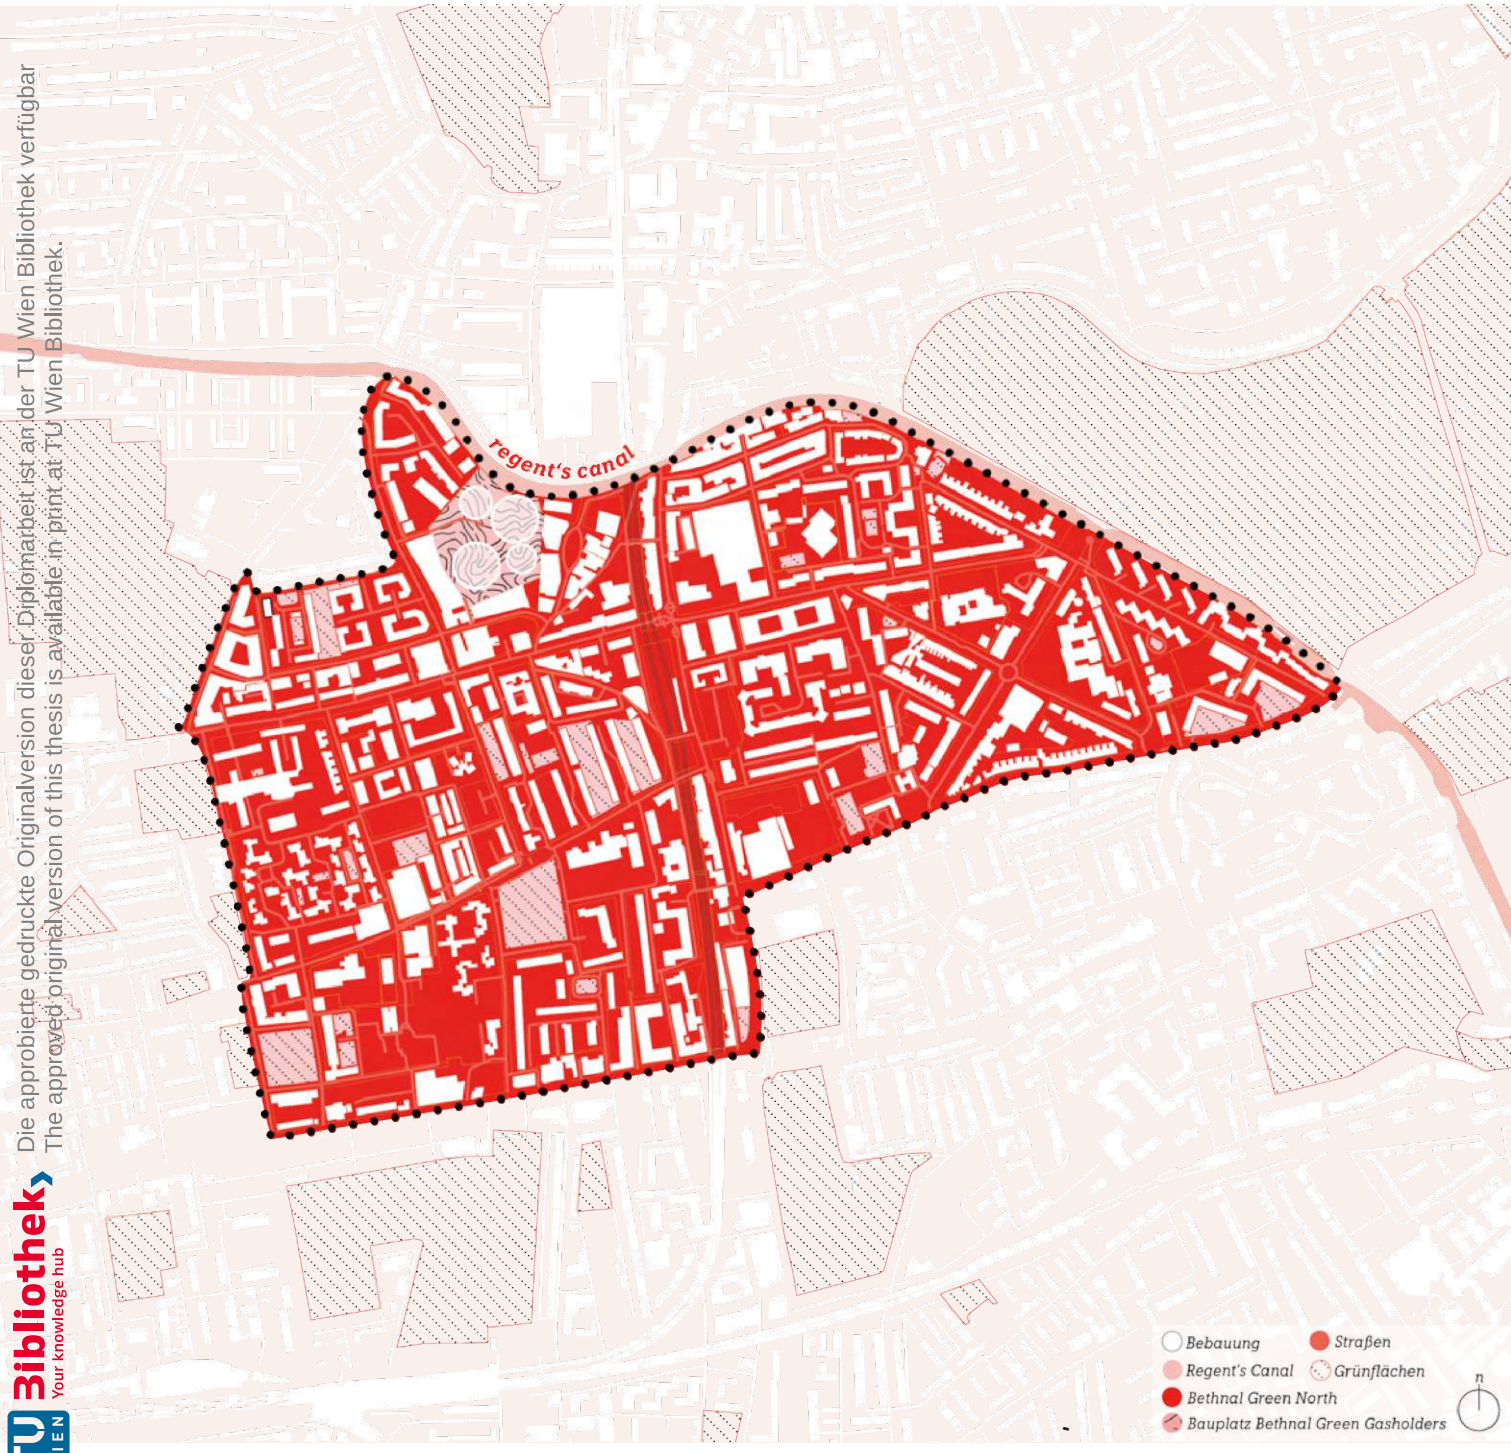 Die approbierte gedruckte Originalversion dieser Diplomarbeit ist an der TU Wien Bibliothek verfügbar
The approved original version of this thesis is available in print at TU Wien Bibliothek.
Bibliothek
Your knowledge hub
TU
IEN
regent's canal
Bebauung
Straßen
Regent's Canal
Grünflächen
Bethnal Green North
Bauplatz Bethnal Green Gasholders
n